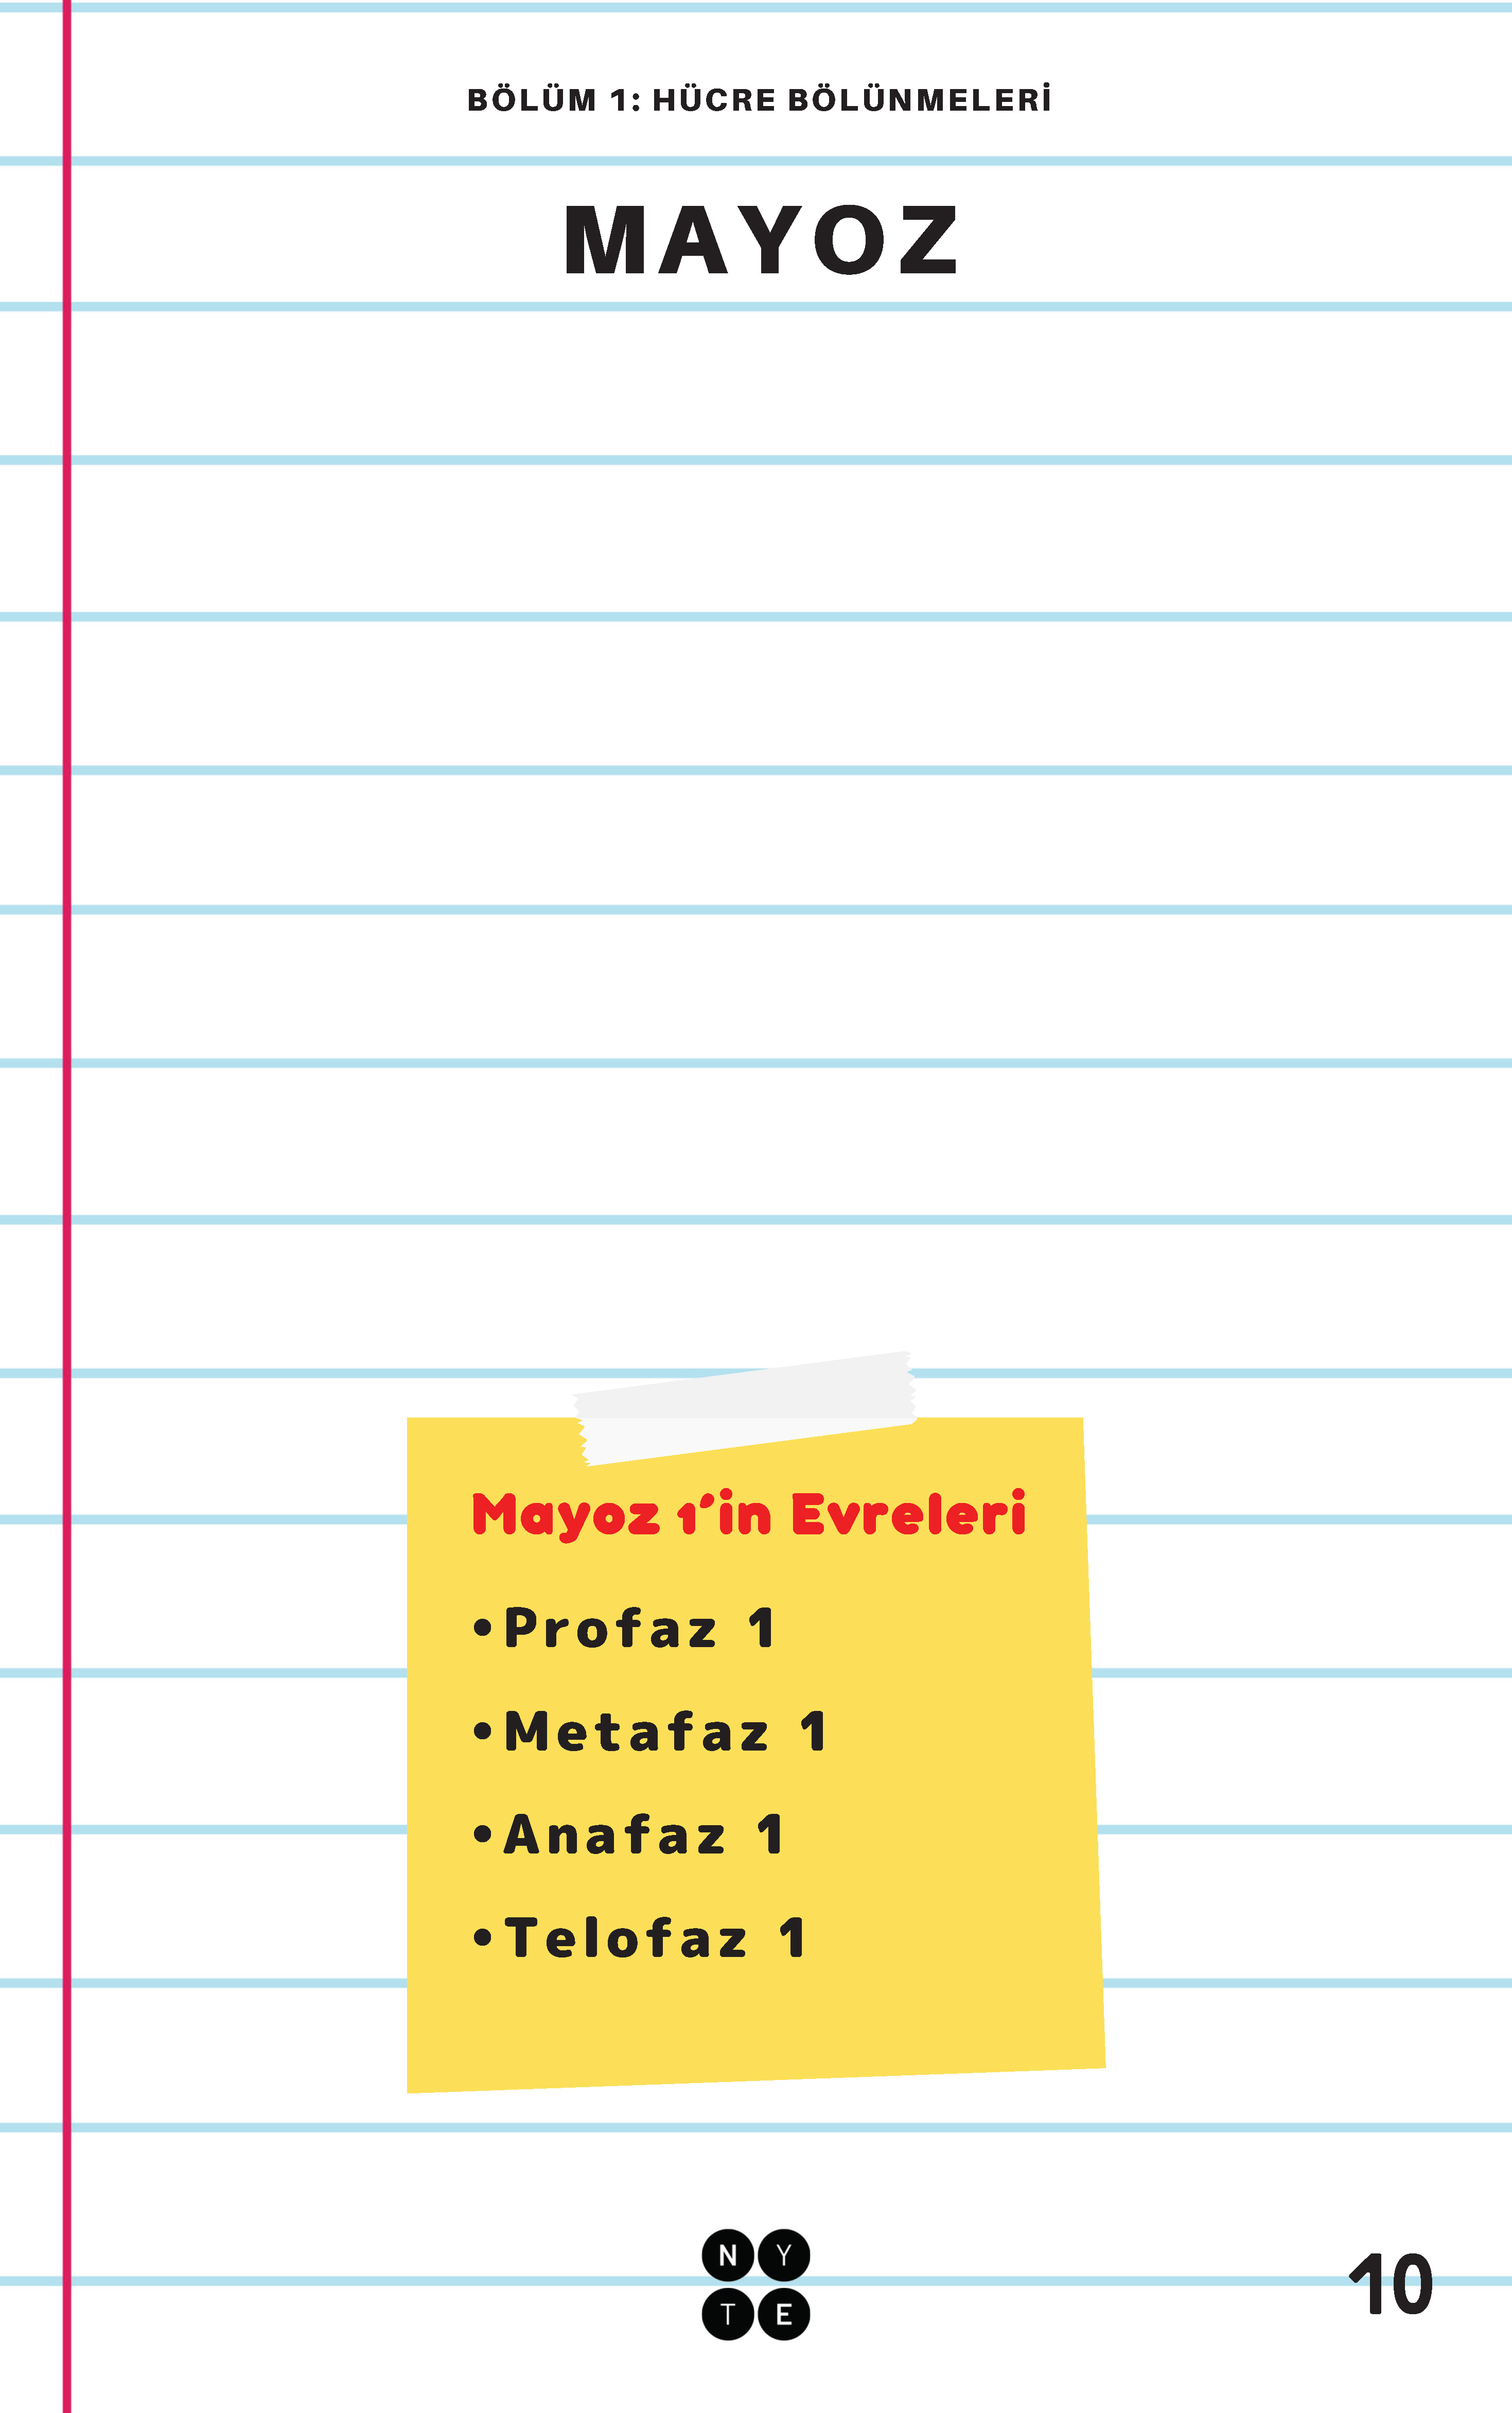 BÖLÜM 1: HÜCRE BÖLÜNMELERİ
MAYOZ
Mayoz 1'in Evreleri
• Profaz 1
• Metafaz 1
• Anafaz 1
• Telofaz 1
N Y
T E
10